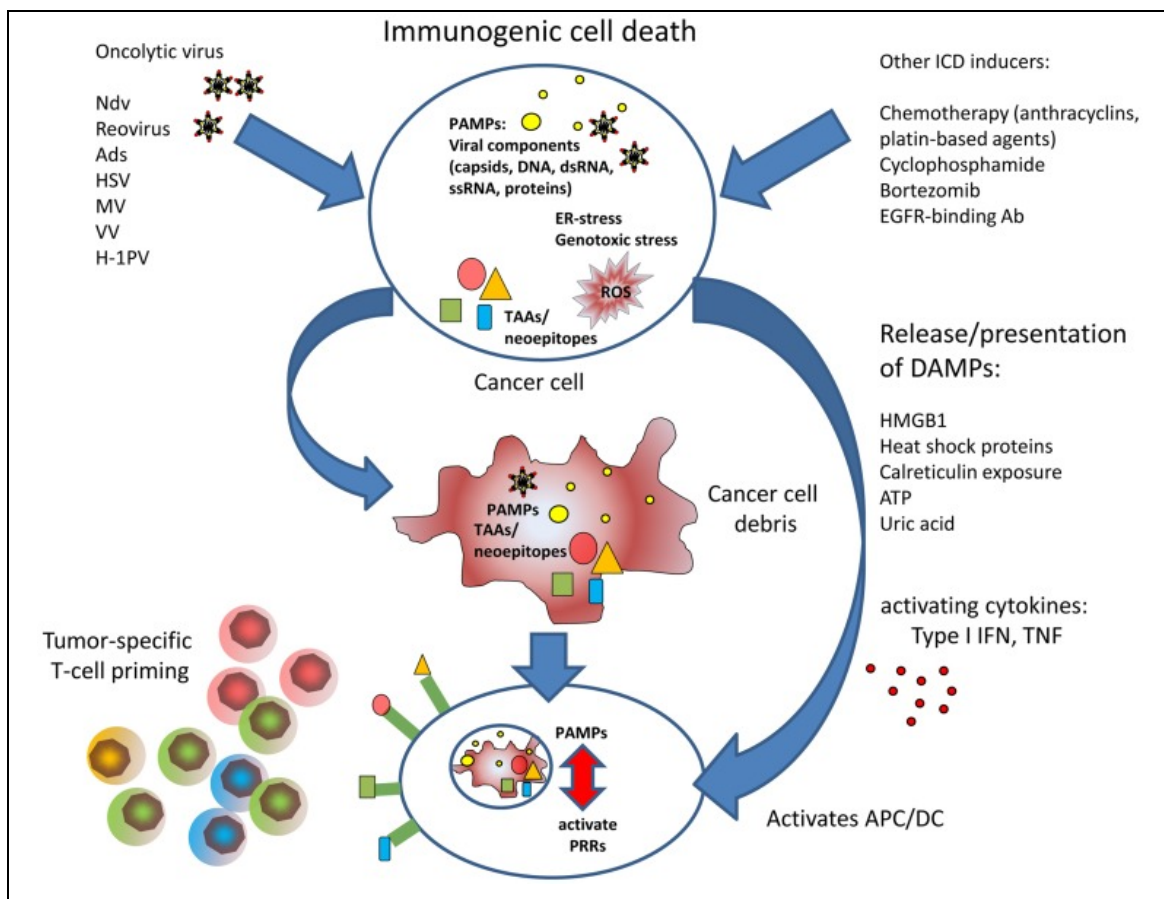 Immunogenic cell death
Oncolytic virus
Ndv
Reovirus
Ads
HSV
MV
VV
H-1PV
PAMPs:
Viral components
(capsids, DNA, dsRNA,
ssRNA, proteins)
ER-stress
Genotoxic stress
ROS
TAAs/
neoepitopes
Cancer cell
Other ICD inducers:
Chemotherapy (anthracyclins,
platin-based agents)
Cyclophosphamide
Bortezomib
EGFR-binding Ab
Release/presentation
of DAMPs:
HMGB1
Heat shock proteins
Calreticulin exposure
ATP
Uric acid
PAMPs
TAAs/
neoepitopes
Cancer cell
debris
activating cytokines:
Type I IFN, TNF
Tumor-specific
T-cell priming
PAMPs
activate
PRRs
Activates APC/DC